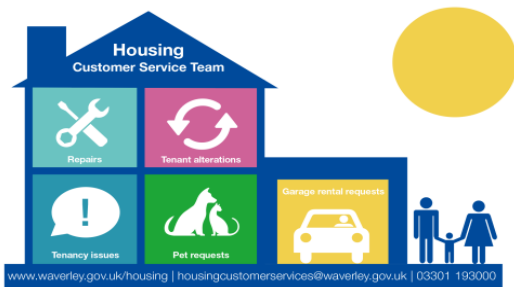 Housing
Customer Service Team
Repairs
Tenant alterations
Garage rental requests
!
Tenancy issues
Pet requests
www.waverley.gov.uk/housing | housingcustomerservices@waverley.gov.uk | 03301 193000